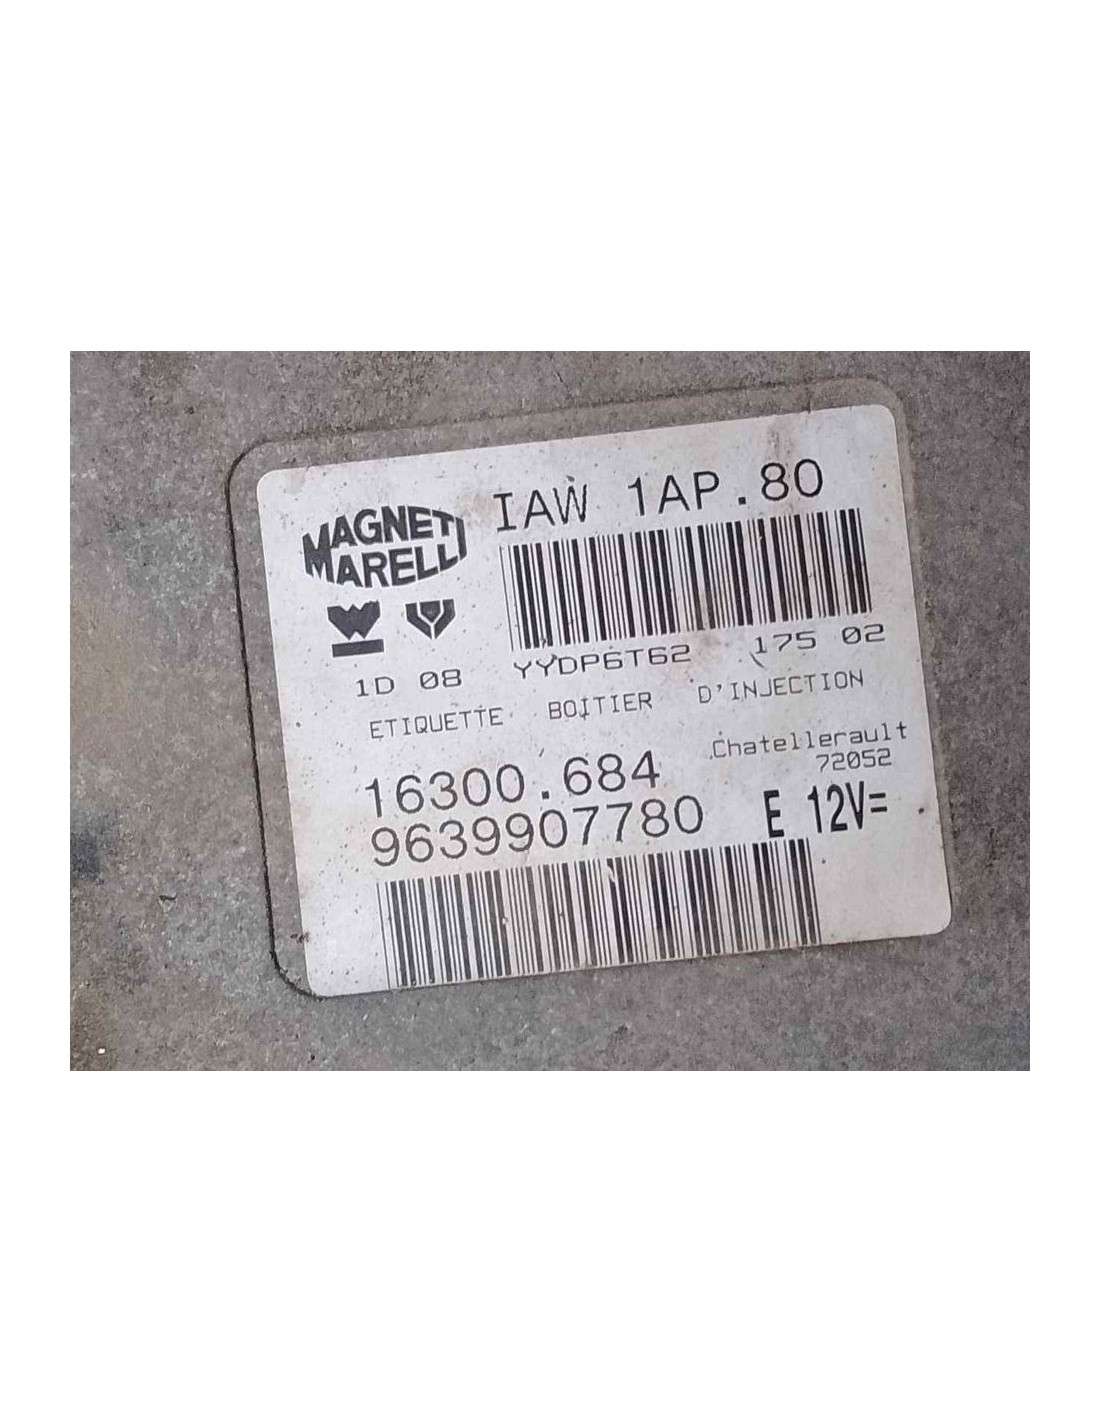 IAW 1AP.80
MAGNETI
MARELLI
1D 08 YYDP6T62 175 02
ETIQUETTE BOITIER D'INJECTION
Chatellerault
72052
16300.684
9639907780 E 12V=